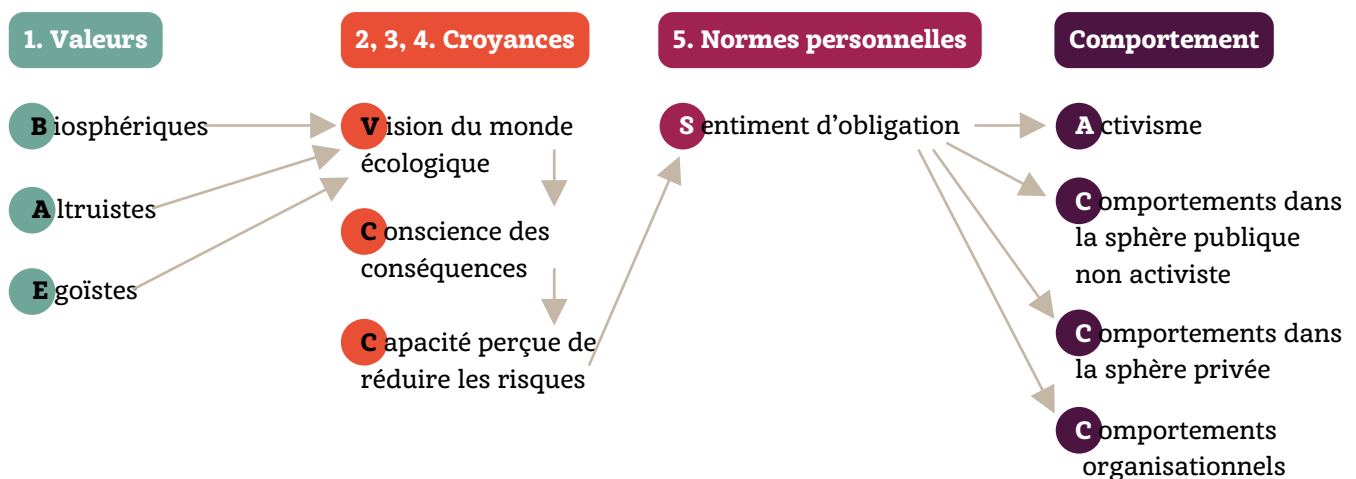 1. Valeurs
2, 3, 4. Croyances
5. Normes personnelles
Comportement
Biosphériques
Altruistes
Egoïstes
Vision du monde
écologique
Conscience des
conséquences
Capacité perçue de
réduire les risques
Sentiment d’obligation
Activisme
Comportements dans
la sphère publique
non activiste
Comportements dans
la sphère privée
Comportements
organisationnels